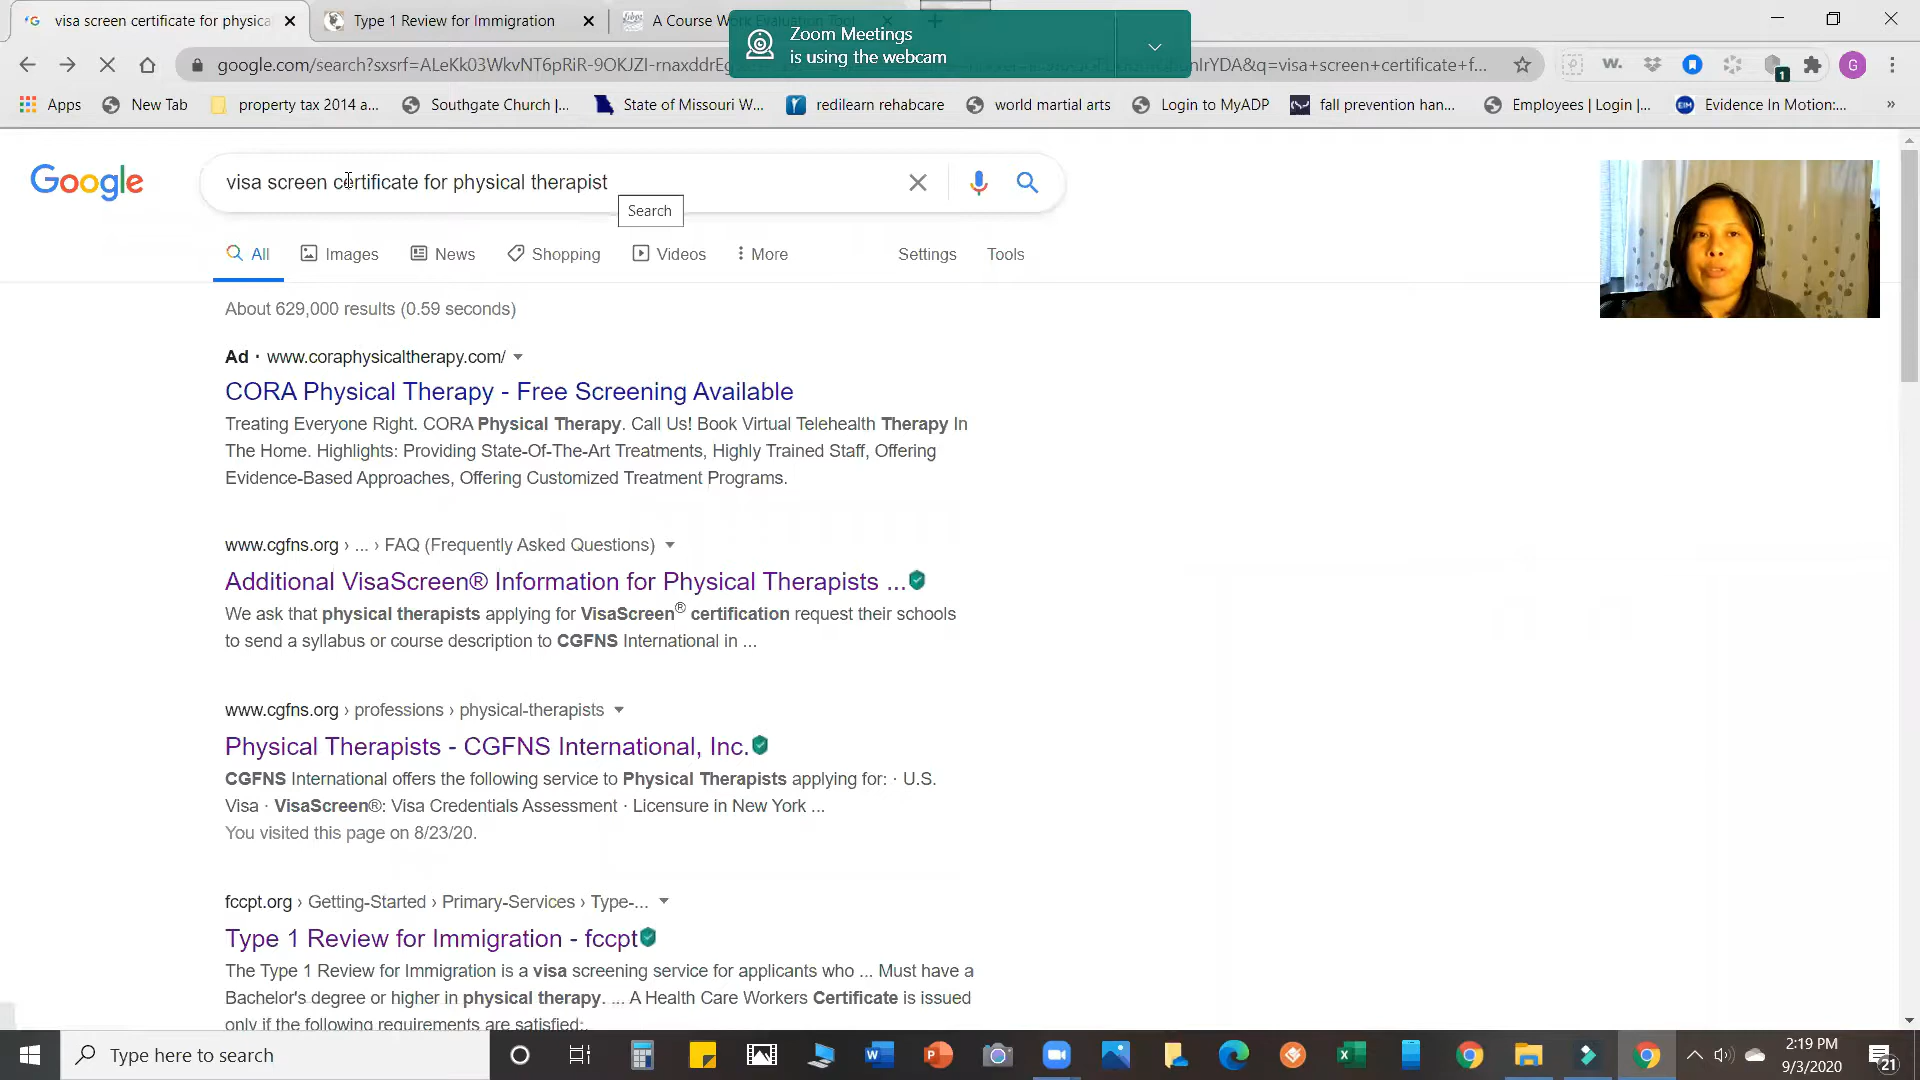 visa screen certificate for physica
Type 1 Review for Immigration
A Course Work Evaluation Tool
Zoom Meetings
is using the webcam
google.com/search?sxsrf=ALeKk03WkvNT6pRiR-9OKJZI-rnaxddrEg
IrYDA&q=visa+screen+certificate+f...
G
Apps
New Tab
property tax 2014 a...
Southgate Church |...
State of Missouri W...
redilearn rehabcare
world martial arts
Login to MyADP
fall prevention han...
Employees | Login |...
Evidence In Motion:...
Google
visa screen certificate for physical therapist
Search
All
Images
News
Shopping
Videos
More
Settings
Tools
About 629,000 results (0.59 seconds)
Ad · www.coraphysicaltherapy.com/
CORA Physical Therapy - Free Screening Available
Treating Everyone Right. CORA Physical Therapy. Call Us! Book Virtual Telehealth Therapy In
The Home. Highlights: Providing State-Of-The-Art Treatments, Highly Trained Staff, Offering
Evidence-Based Approaches, Offering Customized Treatment Programs.
www.cgfns.org › ... › FAQ (Frequently Asked Questions)
Additional VisaScreen® Information for Physical Therapists ...
We ask that physical therapists applying for VisaScreen® certification request their schools
to send a syllabus or course description to CGFNS International in ...
www.cgfns.org › professions › physical-therapists
Physical Therapists - CGFNS International, Inc.
CGFNS International offers the following service to Physical Therapists applying for: · U.S.
Visa · VisaScreen®: Visa Credentials Assessment · Licensure in New York ...
You visited this page on 8/23/20.
fccpt.org › Getting-Started › Primary-Services › Type-...
Type 1 Review for Immigration - fccpt
The Type 1 Review for Immigration is a visa screening service for applicants who ... Must have a
Bachelor's degree or higher in physical therapy. ... A Health Care Workers Certificate is issued
only if the following requirements are satisfied:.
Type here to search
2:19 PM
9/3/2020
21